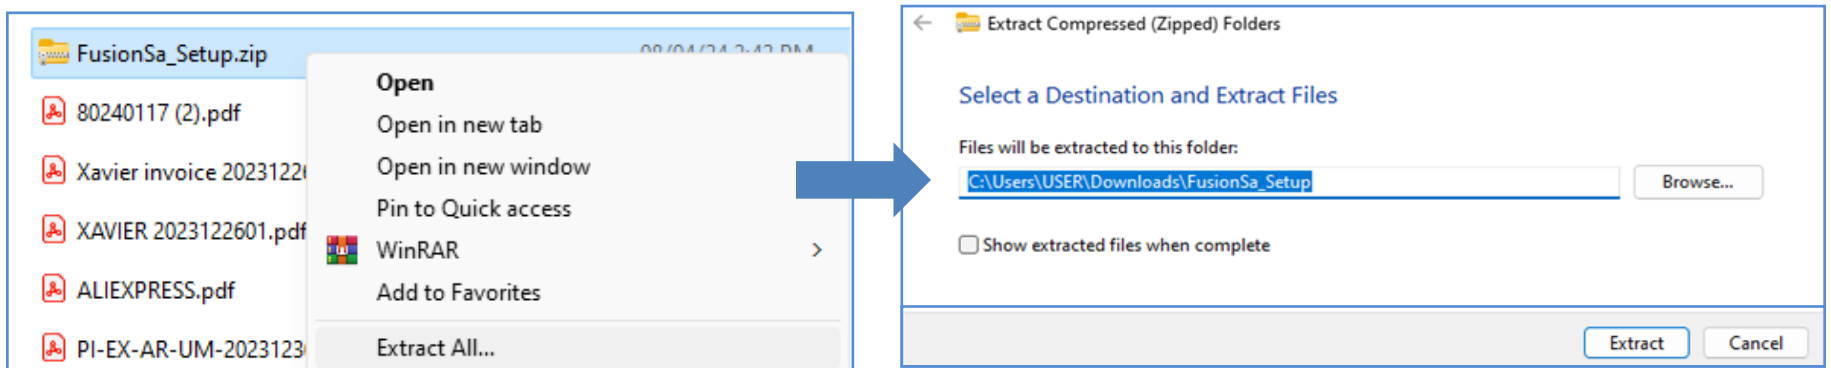 FusionSa_Setup.zip
80240117 (2).pdf
Xavier invoice 2023122
XAVIER 2023122601.pdf
ALIEXPRESS.pdf
PI-EX-AR-UM-2023123
Open
Open in new tab
Open in new window
Pin to Quick access
WinRAR
Add to Favorites
Extract All...
Extract Compressed (Zipped) Folders
Select a Destination and Extract Files
Files will be extracted to this folder:
C:\Users\USER\Downloads\FusionSa_Setup
Browse...
Show extracted files when complete
Extract
Cancel